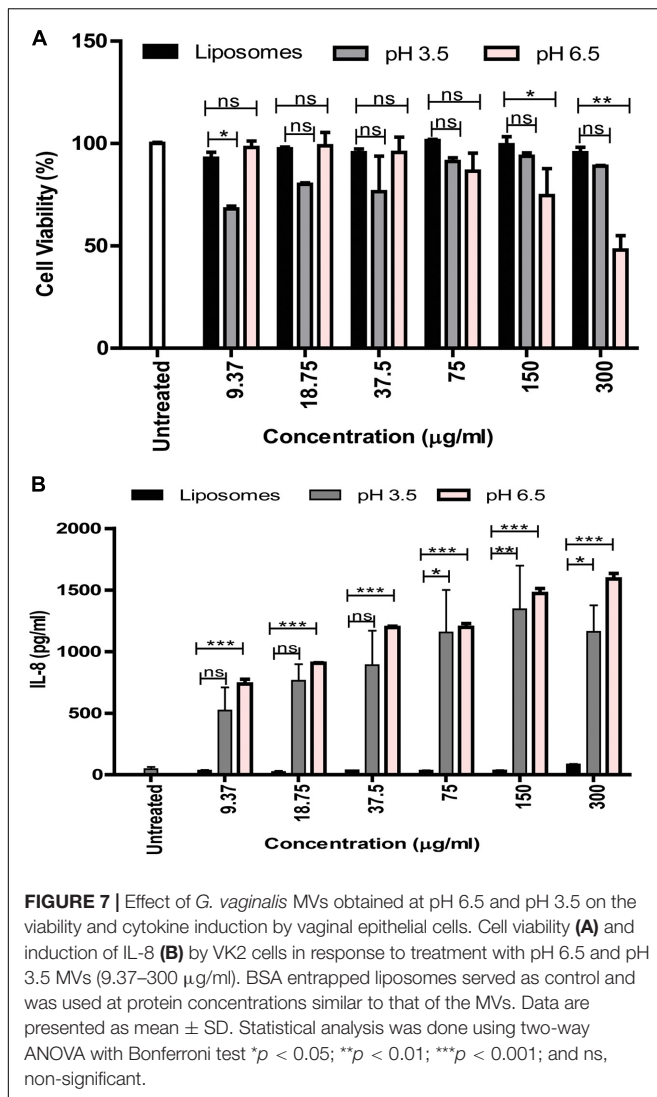 A
Liposomes pH 3.5 pH 6.5
Cell Viability (%)
150
100
50
0
ns ns ns ns * **
* ns ns ns ns ns
Untreated 9.37 18.75 37.5 75 150 300
Concentration (μg/ml)
B
Liposomes pH 3.5 pH 6.5
IL-8 (pg/ml)
2000
1500
1000
500
0
*** *** *** *** *** ***
ns ns ns * ** *
Untreated 9.37 18.75 37.5 75 150 300
Concentration (μg/ml)
FIGURE 7 | Effect of G. vaginalis MVs obtained at pH 6.5 and pH 3.5 on the
viability and cytokine induction by vaginal epithelial cells. Cell viability (A) and
induction of IL-8 (B) by VK2 cells in response to treatment with pH 6.5 and pH
3.5 MVs (9.37–300 μg/ml). BSA entrapped liposomes served as control and
was used at protein concentrations similar to that of the MVs. Data are
presented as mean ± SD. Statistical analysis was done using two-way
ANOVA with Bonferroni test *p < 0.05; **p < 0.01; ***p < 0.001; and ns,
non-significant.